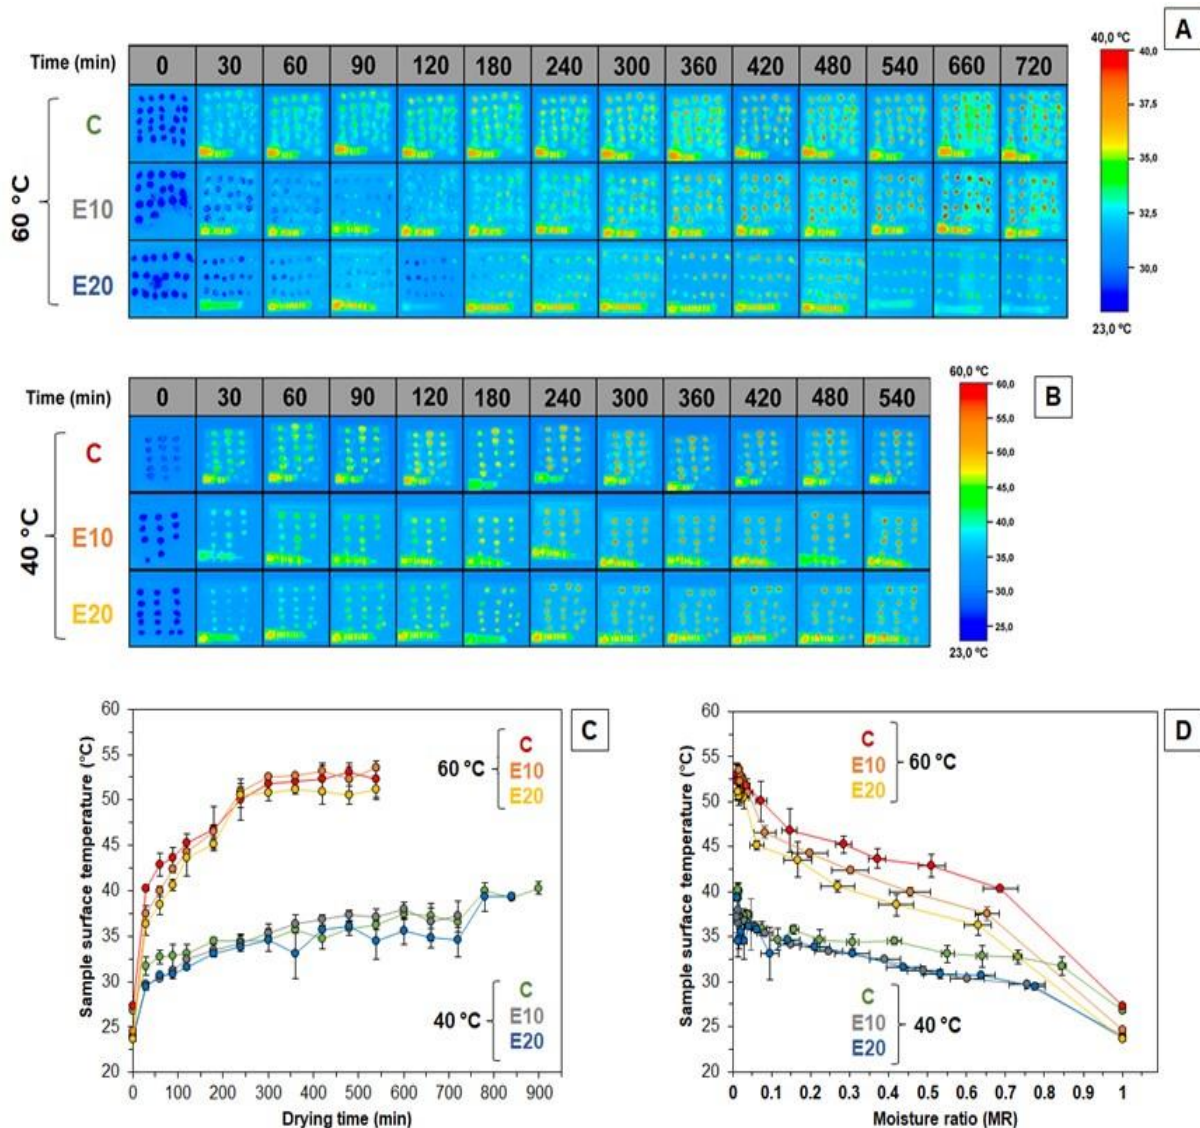 A
Time (min) 0 30 60 90 120 180 240 300 360 420 480 540 660 720
60 °C
C
E10
E20
40,0 °C
40,0
37,5
35,0
32,5
30,0
23,0 °C
B
Time (min) 0 30 60 90 120 180 240 300 360 420 480 540
40 °C
C
E10
E20
60,0 °C
60,0
55,0
50,0
45,0
40,0
35,0
30,0
25,0
23,0 °C
C
Sample surface temperature (°C)
60
55
50
45
40
35
30
25
20
60 °C
C
E10
E20
40 °C
C
E10
E20
0 100 200 300 400 500 600 700 800 900
Drying time (min)
D
Sample surface temperature (°C)
60
55
50
45
40
35
30
25
20
C
E10
E20
60 °C
C
E10
E20
40 °C
0 0.1 0.2 0.3 0.4 0.5 0.6 0.7 0.8 0.9 1
Moisture ratio (MR)